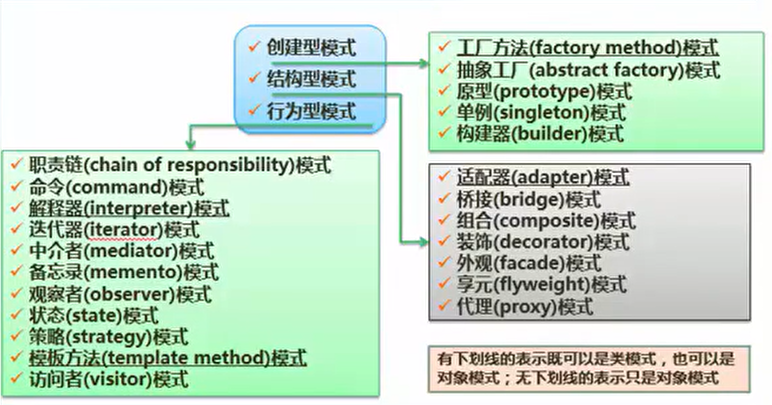 创建型模式
结构型模式
行为型模式
工厂方法(factory method)模式
抽象工厂(abstract factory)模式
原型(prototype)模式
单例(singleton)模式
构建器(builder)模式
职责链(chain of responsibility)模式
命令(command)模式
解释器(interpreter)模式
迭代器(iterator)模式
中介者(mediator)模式
备忘录(memento)模式
观察者(observer)模式
状态(state)模式
策略(strategy)模式
模板方法(template method)模式
访问者(visitor)模式
适配器(adapter)模式
桥接(bridge)模式
组合(composite)模式
装饰(decorator)模式
外观(facade)模式
享元(flyweight)模式
代理(proxy)模式
有下划线的表示既可以是类模式，也可以是
对象模式；无下划线的表示只是对象模式